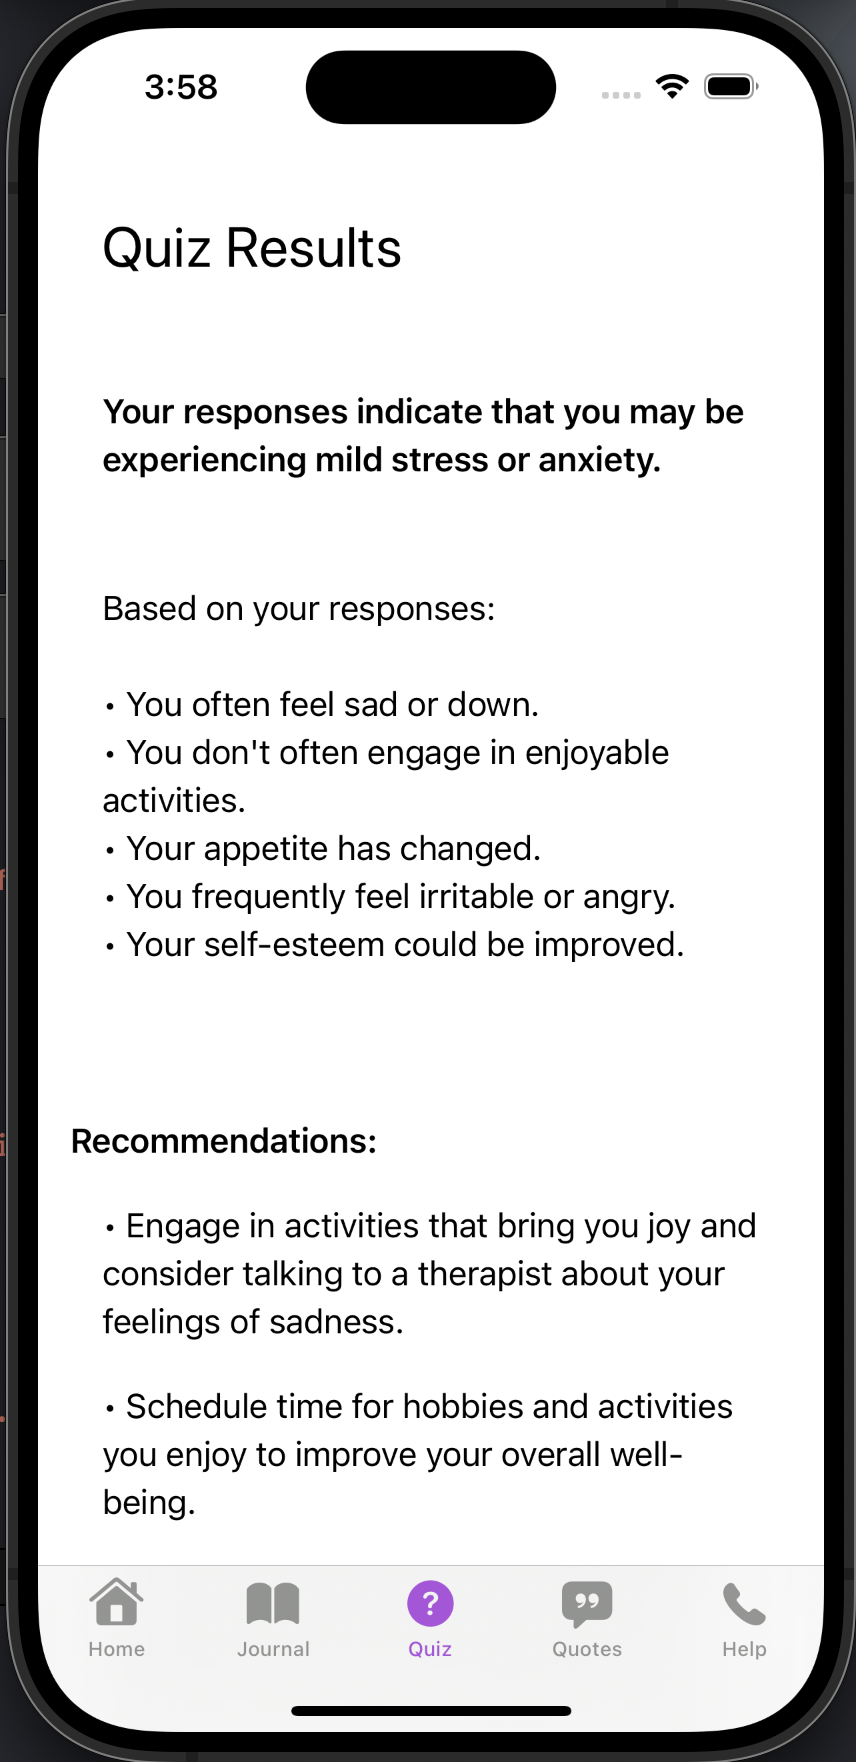 3:58
Quiz Results
Your responses indicate that you may be
experiencing mild stress or anxiety.
Based on your responses:
• You often feel sad or down.
• You don't often engage in enjoyable
activities.
• Your appetite has changed.
• You frequently feel irritable or angry.
• Your self-esteem could be improved.
Recommendations:
• Engage in activities that bring you joy and
consider talking to a therapist about your
feelings of sadness.
• Schedule time for hobbies and activities
you enjoy to improve your overall well-
being.
Home
Journal
Quiz
Quotes
Help